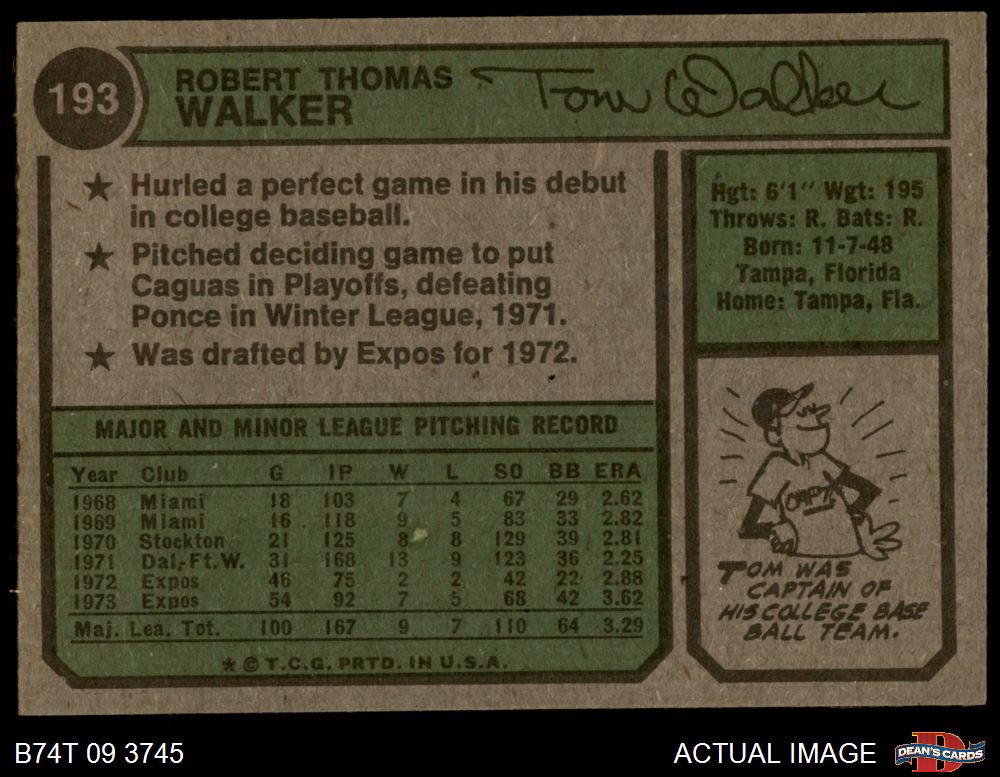 193
ROBERT THOMAS
WALKER
Tom Walker
★ Hurled a perfect game in his debut
in college baseball.
★ Pitched deciding game to put
Caguas in Playoffs, defeating
Ponce in Winter League, 1971.
★ Was drafted by Expos for 1972.
Hgt: 6'1" Wgt: 195
Throws: R. Bats: R.
Born: 11-7-48
Tampa, Florida
Home: Tampa, Fla.
MAJOR AND MINOR LEAGUE PITCHING RECORD
Year Club G IP W L SO BB ERA
1968 Miami 18 103 7 4 67 29 2.62
1969 Miami 16 118 9 5 83 33 2.82
1970 Stockton 21 125 8 8 129 39 2.81
1971 Dal.-Ft.W. 31 168 13 9 123 36 2.25
1972 Expos 46 75 2 2 42 22 2.88
1973 Expos 54 92 7 5 68 42 3.62
Maj. Lea. Tot. 100 167 9 7 110 64 3.29
* © T.C.G. PRTD. IN U.S.A.
CAPT.
TOM WAS
CAPTAIN OF
HIS COLLEGE BASE
BALL TEAM.
B74T 09 3745
ACTUAL IMAGE
D
DEAN'S CARDS